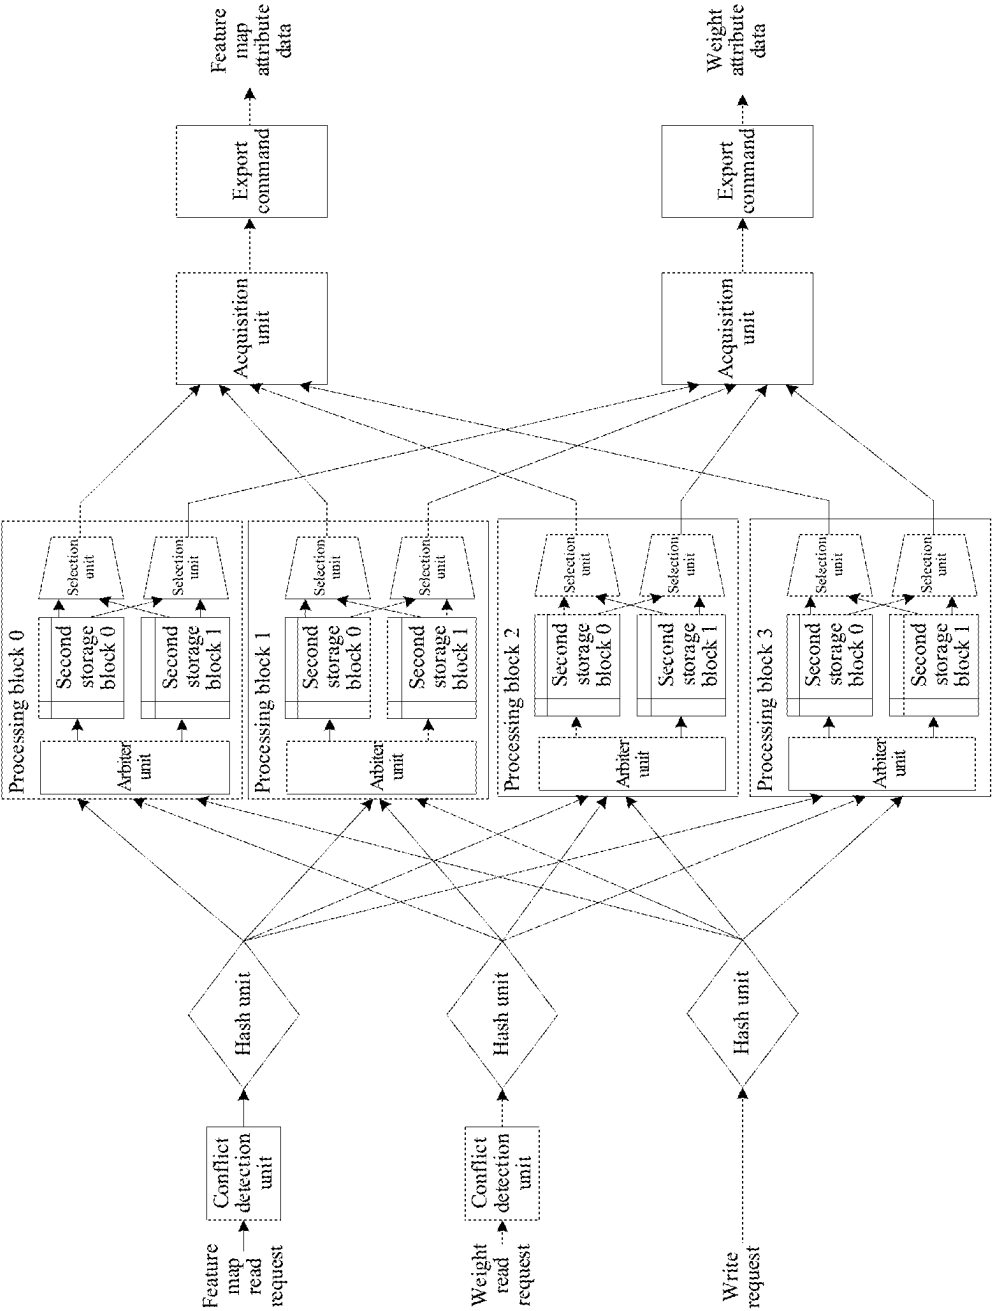 Feature
map
read
request
Conflict
detection
unit
Hash unit
Weight
read
request
Conflict
detection
unit
Hash unit
Write
request
Hash unit
Processing block 0
Arbiter
unit
Second
storage
block 0
Second
storage
block 1
Selection
unit
Selection
unit
Processing block 1
Arbiter
unit
Second
storage
block 0
Second
storage
block 1
Selection
unit
Selection
unit
Processing block 2
Arbiter
unit
Second
storage
block 0
Second
storage
block 1
Selection
unit
Selection
unit
Processing block 3
Arbiter
unit
Second
storage
block 0
Second
storage
block 1
Selection
unit
Selection
unit
Acquisition
unit
Export
command
Feature
map
attribute
data
Acquisition
unit
Export
command
Weight
attribute
data